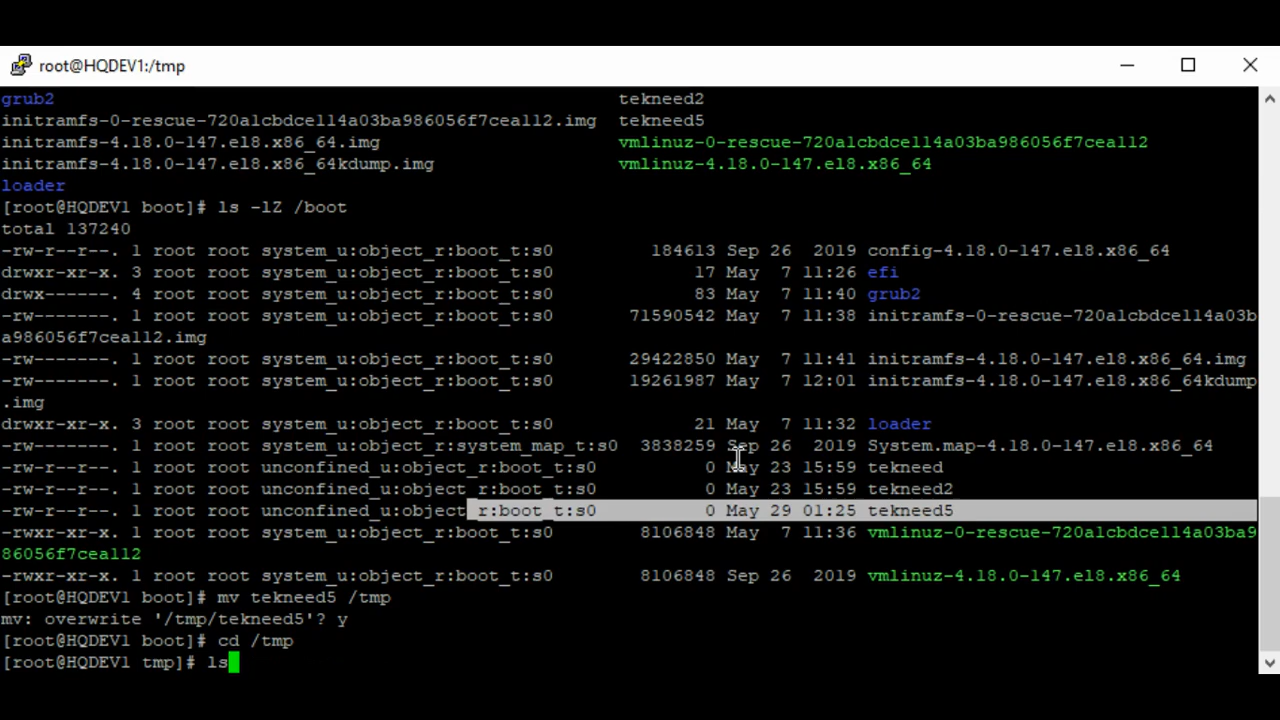 root@HQDEV1:/tmp
grub2                                                    tekneed2
initramfs-0-rescue-720a1cbdce114a03ba986056f7cea112.img  tekneed5
initramfs-4.18.0-147.el8.x86_64.img                      vmlinuz-0-rescue-720a1cbdce114a03ba986056f7cea112
initramfs-4.18.0-147.el8.x86_64kdump.img                 vmlinuz-4.18.0-147.el8.x86_64
loader
[root@HQDEV1 boot]# ls -lZ /boot
total 137240
-rw-r--r--. 1 root root system_u:object_r:boot_t:s0         184613 Sep 26  2019 config-4.18.0-147.el8.x86_64
drwxr-xr-x. 3 root root system_u:object_r:boot_t:s0             17 May  7 11:26 efi
drwx------. 4 root root system_u:object_r:boot_t:s0             83 May  7 11:40 grub2
-rw-------. 1 root root system_u:object_r:boot_t:s0       71590542 May  7 11:38 initramfs-0-rescue-720a1cbdce114a03b
a986056f7cea112.img
-rw-------. 1 root root system_u:object_r:boot_t:s0       29422850 May  7 11:41 initramfs-4.18.0-147.el8.x86_64.img
-rw-------. 1 root root system_u:object_r:boot_t:s0       19261987 May  7 12:01 initramfs-4.18.0-147.el8.x86_64kdump
.img
drwxr-xr-x. 3 root root system_u:object_r:boot_t:s0             21 May  7 11:32 loader
-rw-------. 1 root root system_u:object_r:system_map_t:s0  3838259 Sep 26  2019 System.map-4.18.0-147.el8.x86_64
-rw-r--r--. 1 root root unconfined_u:object_r:boot_t:s0          0 May 23 15:59 tekneed
-rw-r--r--. 1 root root unconfined_u:object_r:boot_t:s0          0 May 23 15:59 tekneed2
-rw-r--r--. 1 root root unconfined_u:object_r:boot_t:s0          0 May 29 01:25 tekneed5
-rwxr-xr-x. 1 root root system_u:object_r:boot_t:s0        8106848 May  7 11:36 vmlinuz-0-rescue-720a1cbdce114a03ba9
86056f7cea112
-rwxr-xr-x. 1 root root system_u:object_r:boot_t:s0        8106848 Sep 26  2019 vmlinuz-4.18.0-147.el8.x86_64
[root@HQDEV1 boot]# mv tekneed5 /tmp
mv: overwrite '/tmp/tekneed5'? y
[root@HQDEV1 boot]# cd /tmp
[root@HQDEV1 tmp]# ls